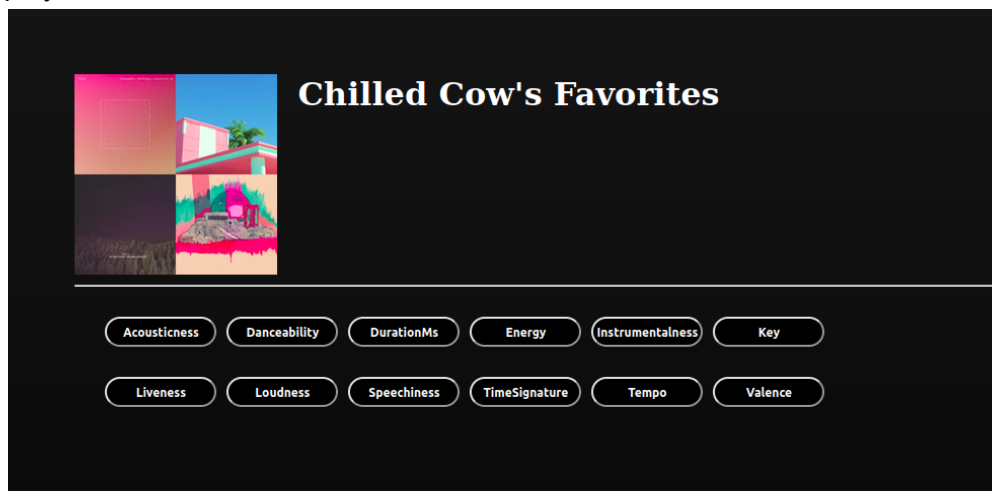 Chilled Cow's Favorites
Acousticness Danceability DurationMs Energy Instrumentalness Key
Liveness Loudness Speechiness TimeSignature Tempo Valence